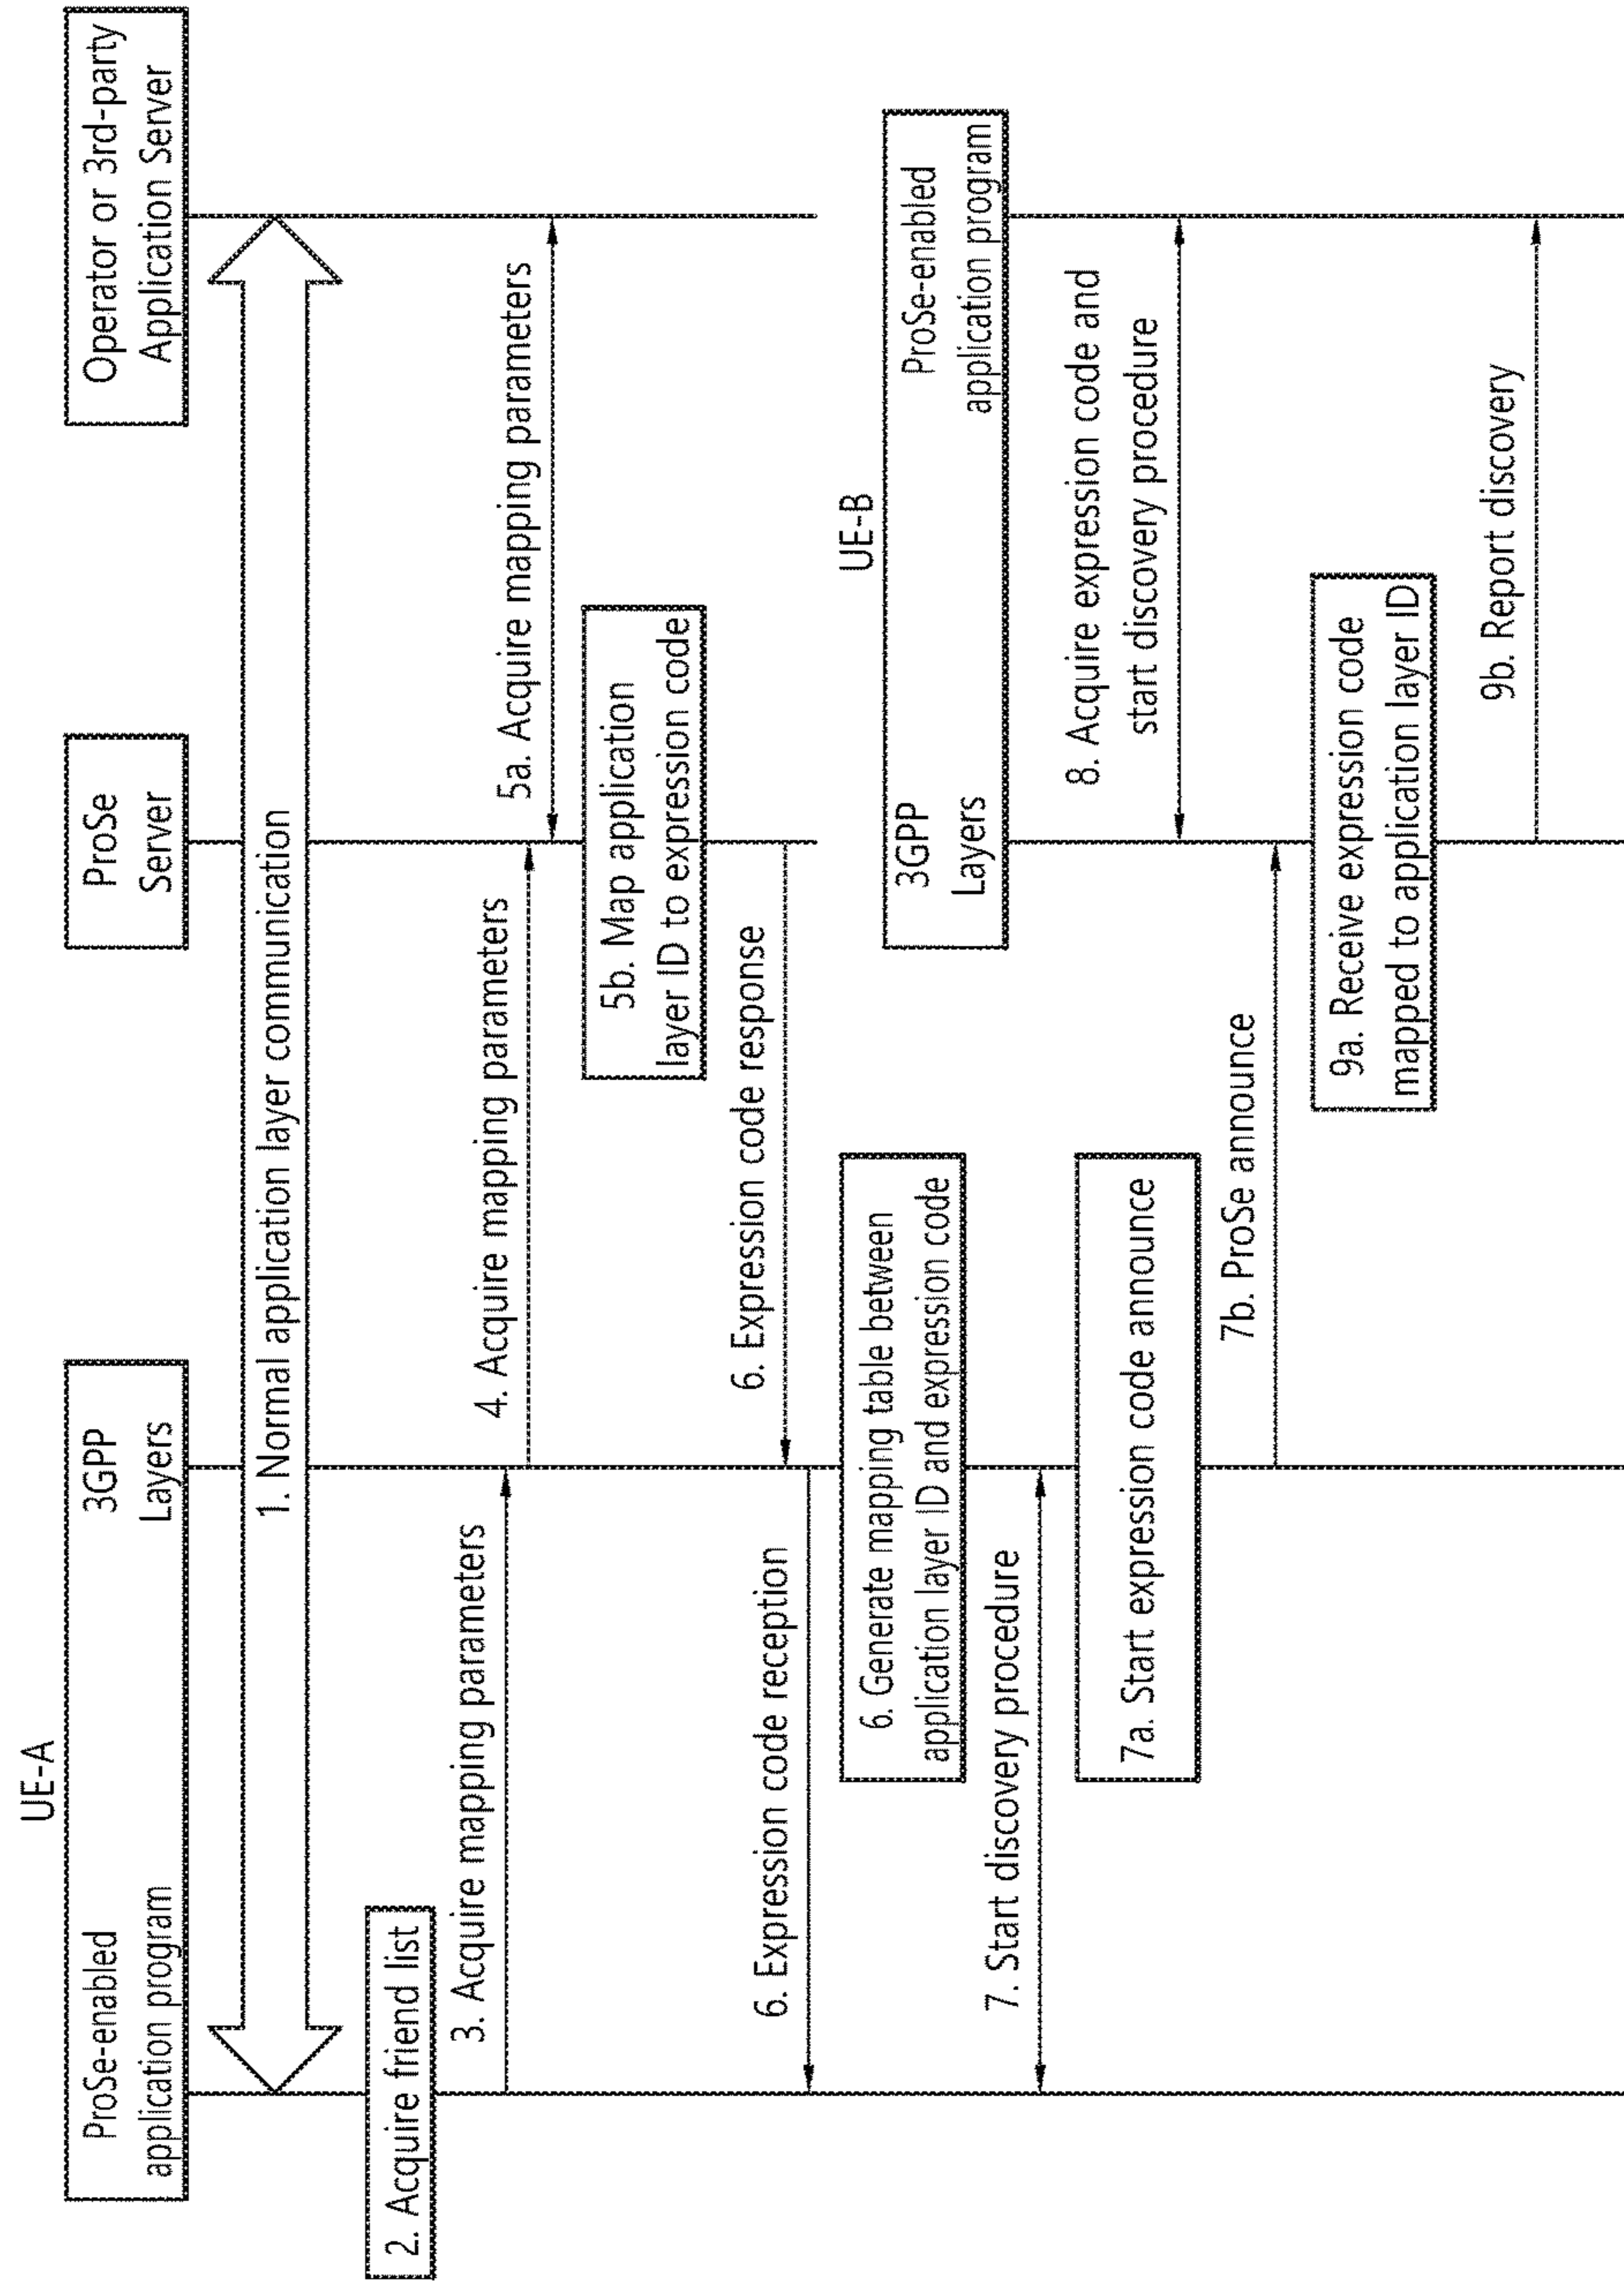 UE-A
ProSe-enabled
application program
3GPP
Layers
ProSe
Server
Operator or 3rd-party
Application Server
1. Normal application layer communication
2. Acquire friend list
3. Acquire mapping parameters
4. Acquire mapping parameters
5a. Acquire mapping parameters
5b. Map application
layer ID to expression code
6. Expression code response
6. Expression code reception
6. Generate mapping table between
application layer ID and expression code
UE-B
3GPP
Layers
ProSe-enabled
application program
7. Start discovery procedure
7a. Start expression code announce
8. Acquire expression code and
start discovery procedure
7b. ProSe announce
9a. Receive expression code
mapped to application layer ID
9b. Report discovery